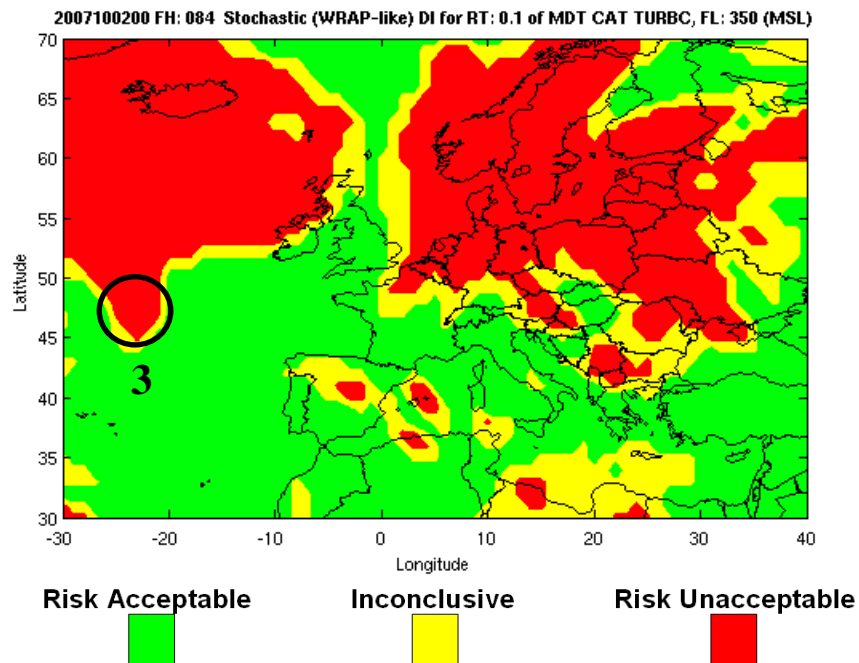 2007100200 FH: 084 Stochastic (WRAP-like) DI for RT: 0.1 of MDT CAT TURBC, FL: 350 (MSL)
70
65
60
55
50
45
40
35
30
Latitude
3
-30 -20 -10 0 10 20 30 40
Longitude
Risk Acceptable Inconclusive Risk Unacceptable